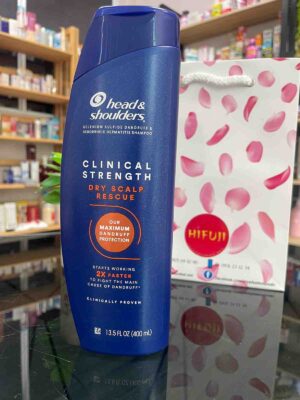 head &
shoulders
SELENIUM SULFIDE DANDRUFF &
SEBORRHEIC DERMATITIS SHAMPOO
CLINICAL
STRENGTH
DRY SCALP
RESCUE
OUR
MAXIMUM
DANDRUFF
PROTECTION
STARTS WORKING
2X FASTER
TO FIGHT THE MAIN
CAUSE OF DANDRUFF*
CLINICALLY PROVEN
13.5 FL OZ (400 mL)
HIFUJI